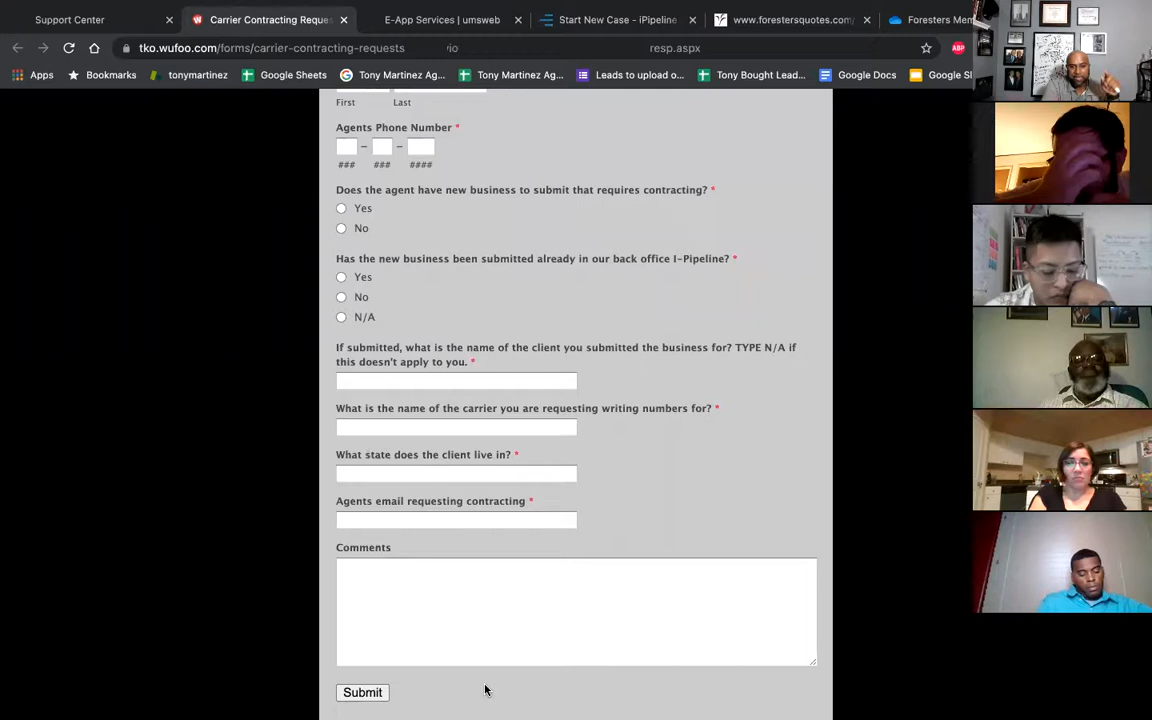 Support Center
Carrier Contracting Reques
E-App Services | umsweb
Start New Case - iPipeline
www.forestersquotes.com/
Foresters Mem
tko.wufoo.com/forms/carrier-contracting-requests
rio
resp.aspx
ABP
Apps
Bookmarks
tonymartinez
Google Sheets
Tony Martinez Ag...
Tony Martinez Ag...
Leads to upload o...
Tony Bought Lead...
Google Docs
Google Sl
First Last
Agents Phone Number *
– –
### ### ####
Does the agent have new business to submit that requires contracting? *
Yes
No
Has the new business been submitted already in our back office I-Pipeline? *
Yes
No
N/A
If submitted, what is the name of the client you submitted the business for? TYPE N/A if
this doesn't apply to you. *
What is the name of the carrier you are requesting writing numbers for? *
What state does the client live in? *
Agents email requesting contracting *
Comments
Submit